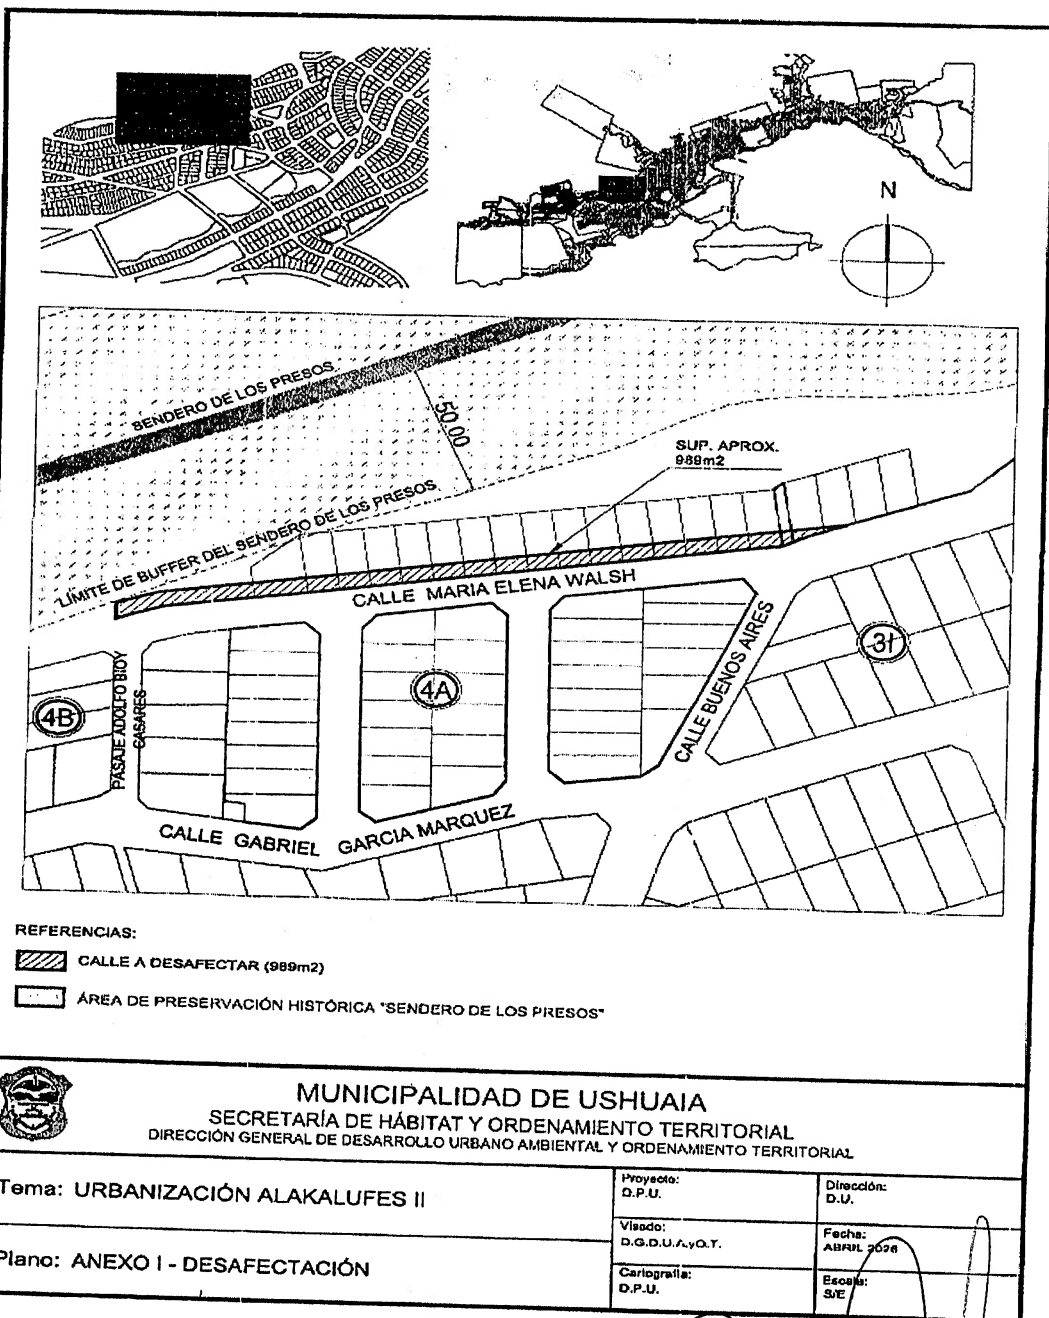 N
SENDERO DE LOS PRESOS
50.00
SUP. APROX.
989m2
LIMITE DE BUFFER DEL SENDERO DE LOS PRESOS
CALLE MARIA ELENA WALSH
CALLE BUENOS AIRES
PASAJE ADOLFO BIOY
CASARES
4B
4A
31
CALLE GABRIEL GARCIA MARQUEZ
REFERENCIAS:
CALLE A DESAFECTAR (989m2)
ÁREA DE PRESERVACIÓN HISTÓRICA "SENDERO DE LOS PRESOS"
MUNICIPALIDAD DE USHUAIA
SECRETARÍA DE HÁBITAT Y ORDENAMIENTO TERRITORIAL
DIRECCIÓN GENERAL DE DESARROLLO URBANO AMBIENTAL Y ORDENAMIENTO TERRITORIAL
Tema: URBANIZACIÓN ALAKALUFES II
Plano: ANEXO I - DESAFECTACIÓN
Proyecto:
D.P.U.
Dirección:
D.U.
Visado:
D.G.D.U.A.yO.T.
Fecha:
ABRIL
Cartografía:
D.P.U.
Escala:
S/E